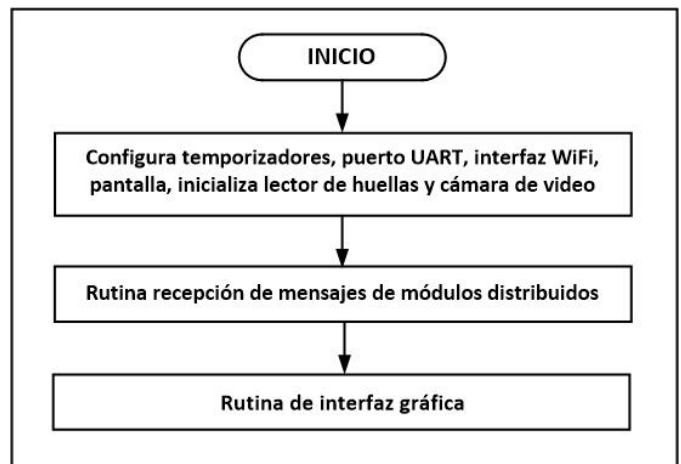 INICIO
Configura temporizadores, puerto UART, interfaz WiFi,
pantalla, inicializa lector de huellas y cámara de video
Rutina recepción de mensajes de módulos distribuidos
Rutina de interfaz gráfica